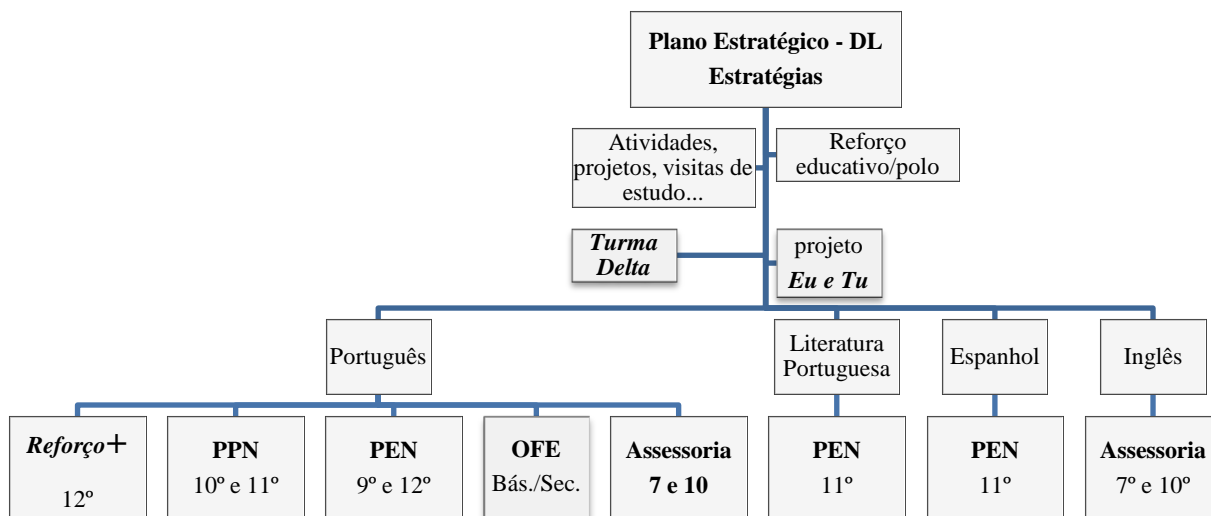 Plano Estratégico - DL
Estratégias
Atividades,
projetos, visitas de
estudo...
Reforço
educativo/polo
Turma
Delta
projeto
Eu e Tu
Português
Literatura
Portuguesa
Espanhol
Inglês
Reforço+
12º
PPN
10º e 11º
PEN
9º e 12º
OFE
Bás./Sec.
Assessoria
7 e 10
PEN
11º
PEN
11º
Assessoria
7º e 10º